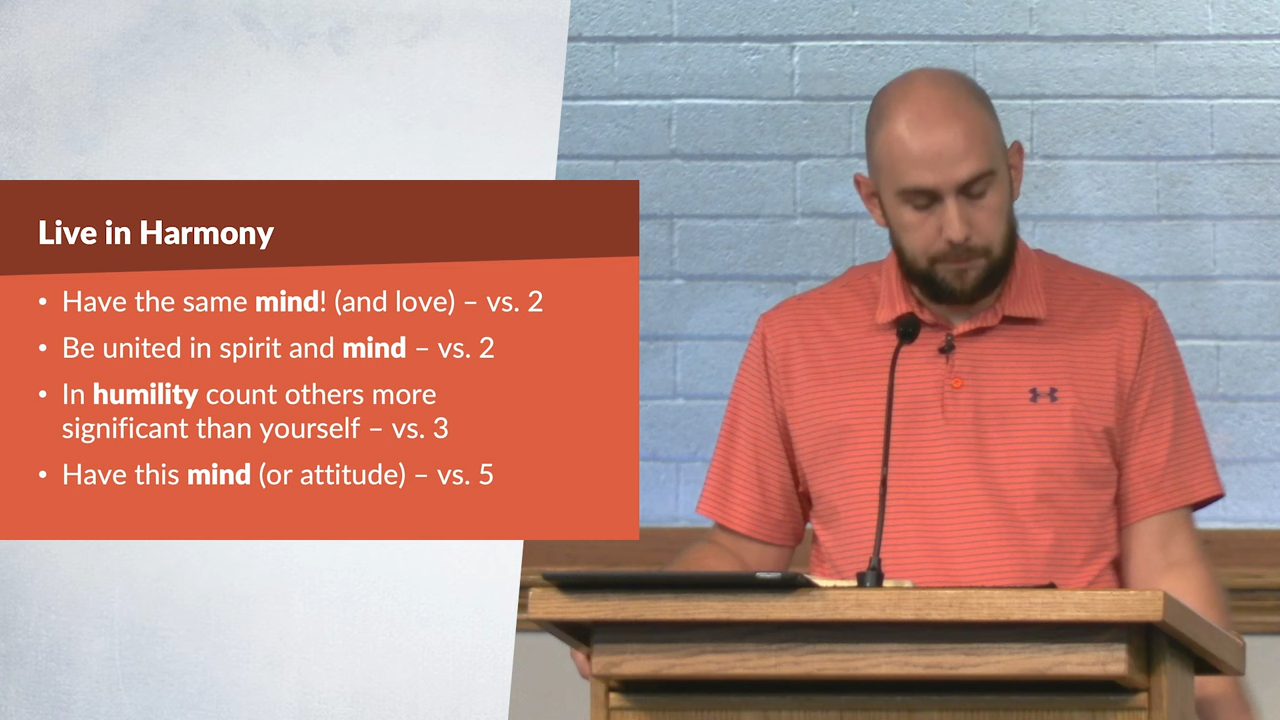 Live in Harmony
• Have the same mind! (and love) – vs. 2
• Be united in spirit and mind – vs. 2
• In humility count others more
significant than yourself – vs. 3
• Have this mind (or attitude) – vs. 5